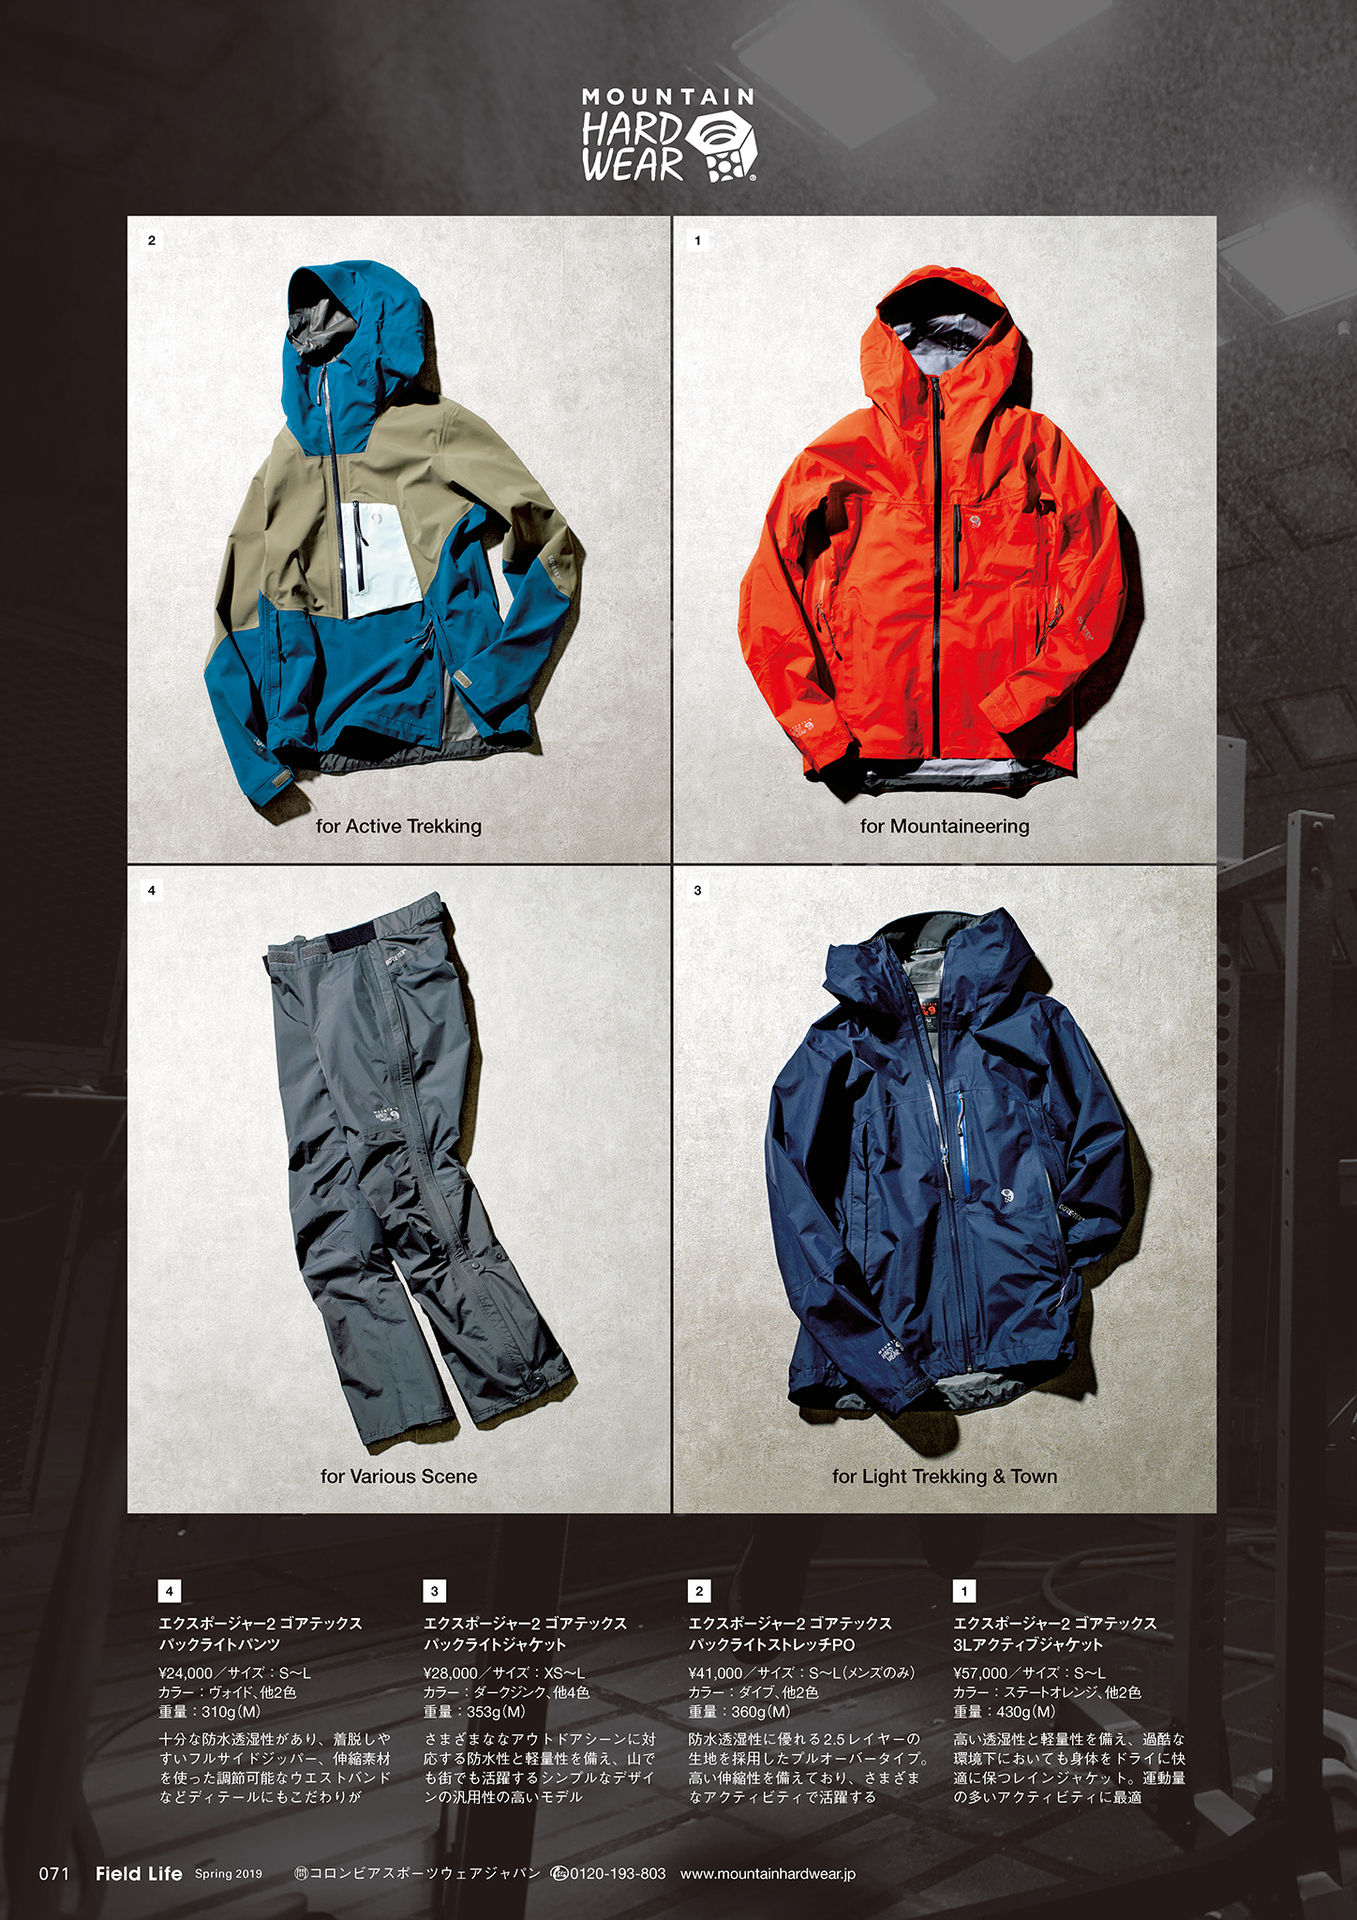 MOUNTAIN
HARD
WEAR
2
for Active Trekking
1
GORE-TEX
MOUNTAIN
HARD
WEAR
for Mountaineering
4
GORE-TEX
MOUNTAIN
HARD
WEAR
for Various Scene
3
GORE-TEX
MOUNTAIN
HARD
WEAR
for Light Trekking & Town
4
エクスポージャー2 ゴアテックス
パックライトパンツ
¥24,000／サイズ：S〜L
カラー：ヴォイド、他2色
重量：310g（M）
十分な防水透湿性があり、着脱しや
すいフルサイドジッパー、伸縮素材
を使った調節可能なウエストバンド
などディテールにもこだわりが
3
エクスポージャー2 ゴアテックス
パックライトジャケット
¥28,000／サイズ：XS〜L
カラー：ダークジンク、他4色
重量：353g（M）
さまざまなアウトドアシーンに対
応する防水性と軽量性を備え、山で
も街でも活躍するシンプルなデザイ
ンの汎用性の高いモデル
2
エクスポージャー2 ゴアテックス
パックライトストレッチPO
¥41,000／サイズ：S〜L（メンズのみ）
カラー：ダイブ、他2色
重量：360g（M）
防水透湿性に優れる2.5レイヤーの
生地を採用したプルオーバータイプ。
高い伸縮性を備えており、さまざま
なアクティビティで活躍する
1
エクスポージャー2 ゴアテックス
3Lアクティブジャケット
¥57,000／サイズ：S〜L
カラー：ステートオレンジ、他2色
重量：430g（M）
高い透湿性と軽量性を備え、過酷な
環境下においても身体をドライに快
適に保つレインジャケット。運動量
の多いアクティビティに最適
071 Field Life Spring 2019 ㉄コロンビアスポーツウェアジャパン 0120-193-803 www.mountainhardwear.jp